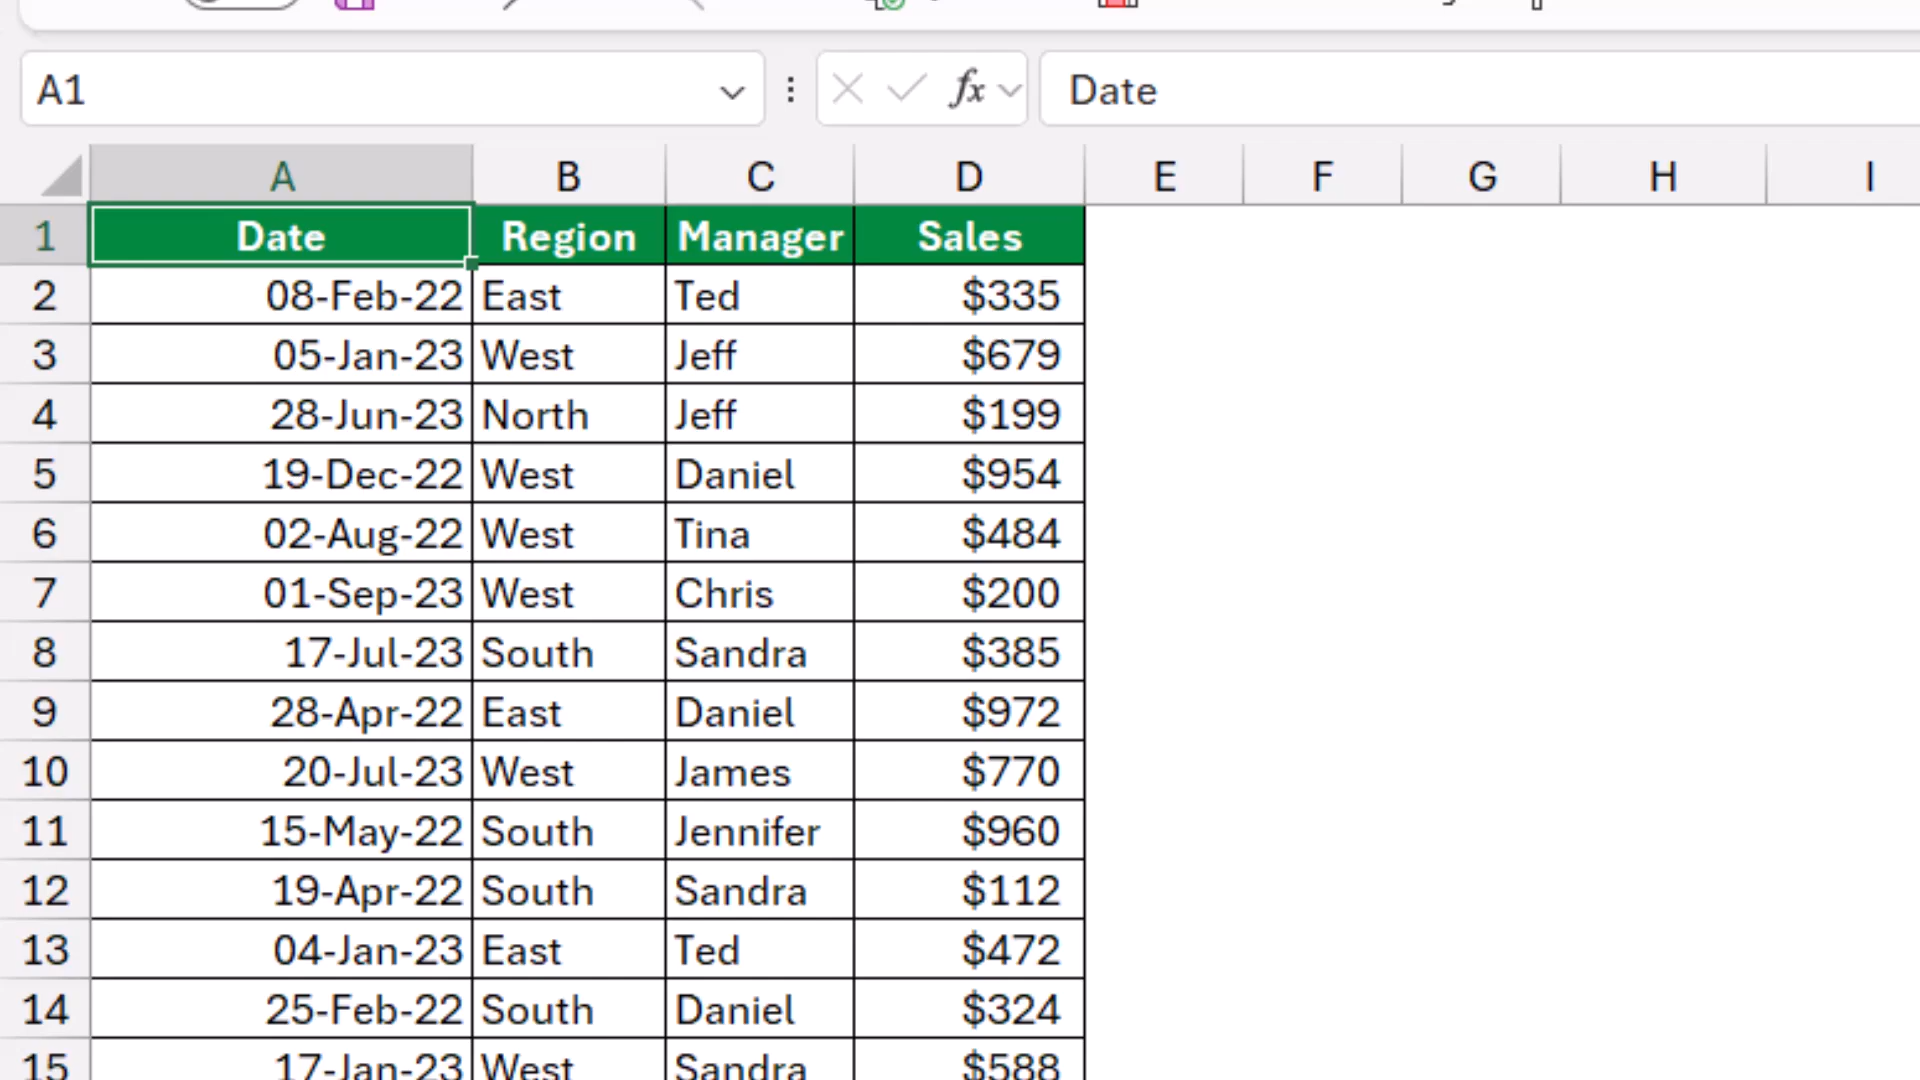 A1 fx Date
A B C D E F G H I
1 Date Region Manager Sales
2 08-Feb-22 East Ted $335
3 05-Jan-23 West Jeff $679
4 28-Jun-23 North Jeff $199
5 19-Dec-22 West Daniel $954
6 02-Aug-22 West Tina $484
7 01-Sep-23 West Chris $200
8 17-Jul-23 South Sandra $385
9 28-Apr-22 East Daniel $972
10 20-Jul-23 West James $770
11 15-May-22 South Jennifer $960
12 19-Apr-22 South Sandra $112
13 04-Jan-23 East Ted $472
14 25-Feb-22 South Daniel $324
15 17-Jan-23 West Sandra $588